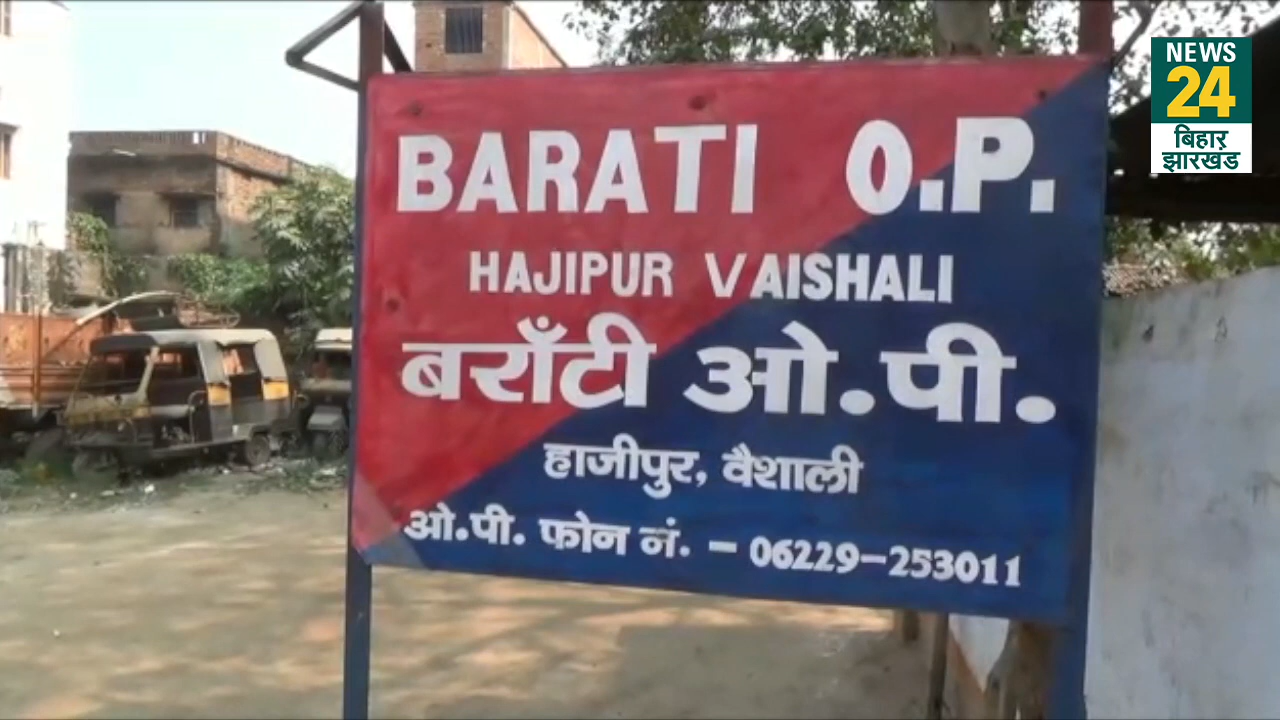 BARATI O.P.
HAJIPUR VAISHALI
बराँटी ओ.पी.
हाजीपुर, वैशाली
ओ.पी. फोन नं. - 06229-253011
NEWS
24
बिहार
झारखंड